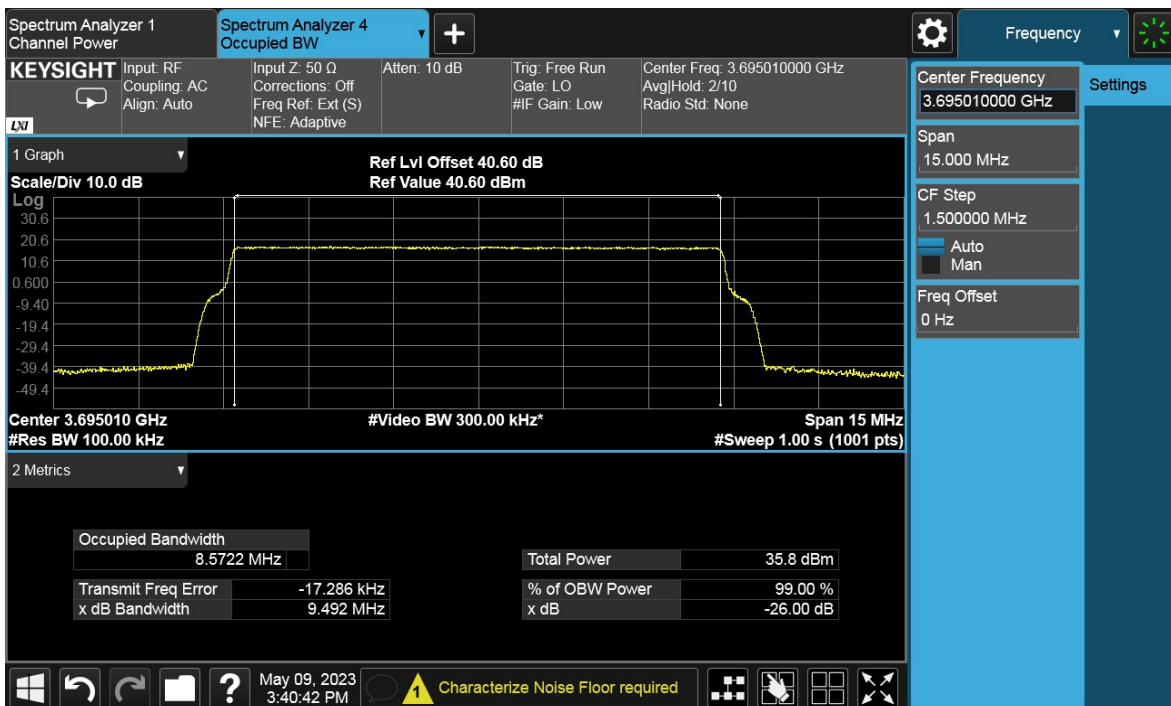 Spectrum Analyzer 1
Channel Power
Spectrum Analyzer 4
Occupied BW
+
Frequency
KEYSIGHT
LXI
Input: RF
Coupling: AC
Align: Auto
Input Z: 50 Ω
Corrections: Off
Freq Ref: Ext (S)
NFE: Adaptive
Atten: 10 dB
Trig: Free Run
Gate: LO
#IF Gain: Low
Center Freq: 3.695010000 GHz
Avg|Hold: 2/10
Radio Std: None
Center Frequency
3.695010000 GHz
Settings
Span
15.000 MHz
CF Step
1.500000 MHz
Auto
Man
Freq Offset
0 Hz
1 Graph
Scale/Div 10.0 dB
Ref Lvl Offset 40.60 dB
Ref Value 40.60 dBm
Log
30.6
20.6
10.6
0.600
-9.40
-19.4
-29.4
-39.4
-49.4
Center 3.695010 GHz
#Video BW 300.00 kHz*
Span 15 MHz
#Res BW 100.00 kHz
#Sweep 1.00 s (1001 pts)
2 Metrics
Occupied Bandwidth
8.5722 MHz
Total Power 35.8 dBm
Transmit Freq Error -17.286 kHz
% of OBW Power 99.00 %
x dB Bandwidth 9.492 MHz
x dB -26.00 dB
?
May 09, 2023
3:40:42 PM
1
Characterize Noise Floor required